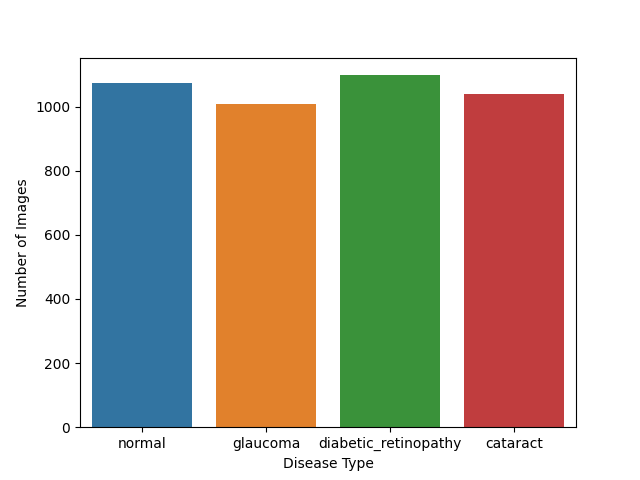 1000
800
600
400
200
0
Number of Images
normal glaucoma diabetic_retinopathy cataract
Disease Type